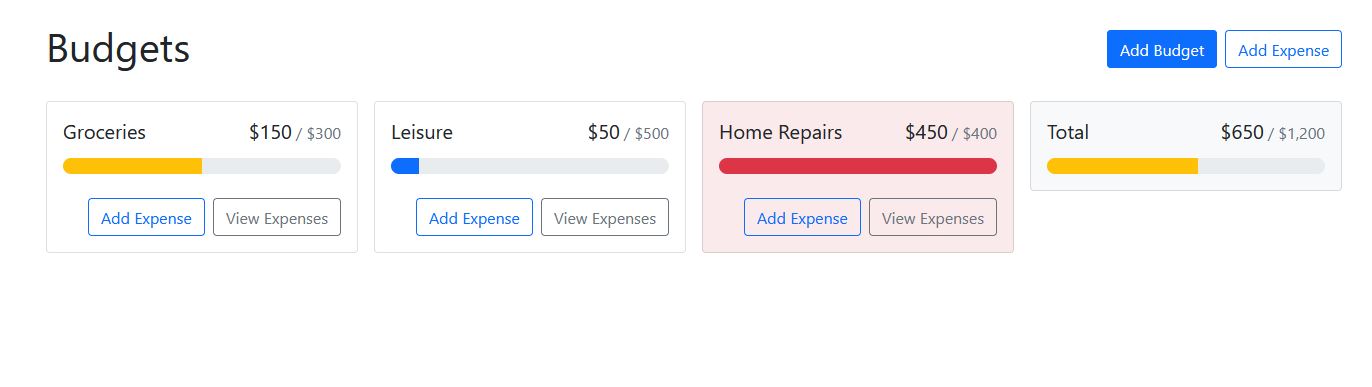 Budgets
Add Budget Add Expense
Groceries $150 / $300
Add Expense View Expenses
Leisure $50 / $500
Add Expense View Expenses
Home Repairs $450 / $400
Add Expense View Expenses
Total $650 / $1,200